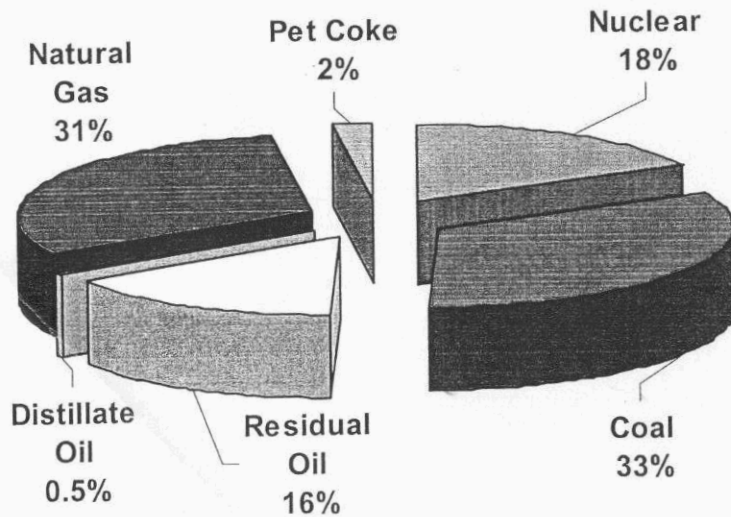 Pet Coke
2%
Nuclear
18%
Natural
Gas
31%
Distillate
Oil
0.5%
Residual
Oil
16%
Coal
33%